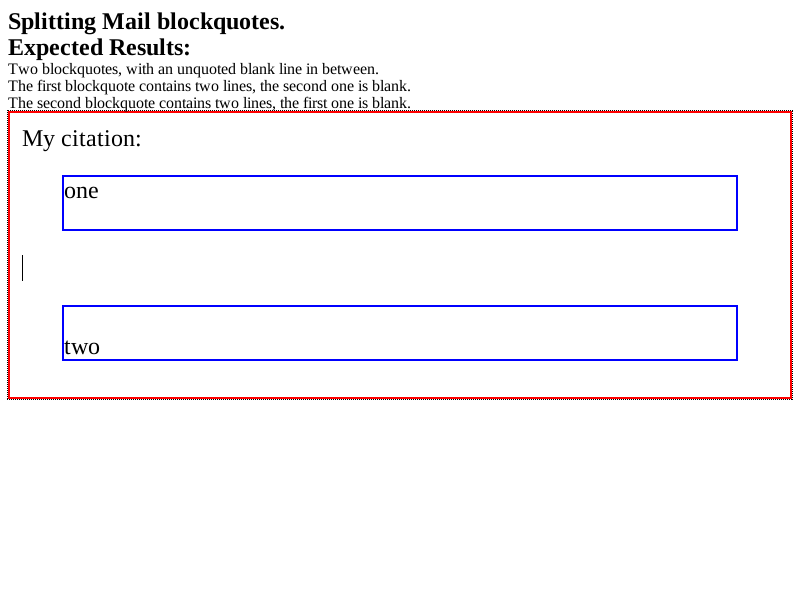 Splitting Mail blockquotes.
Expected Results:
Two blockquotes, with an unquoted blank line in between.
The first blockquote contains two lines, the second one is blank.
The second blockquote contains two lines, the first one is blank.
My citation:
one
two